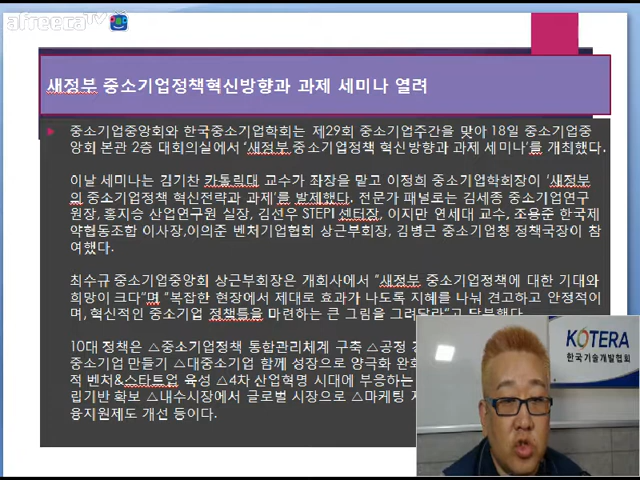 afreecaTV
새정부 중소기업정책혁신방향과 과제 세미나 열려
중소기업중앙회와 한국중소기업학회는 제29회 중소기업주간을 맞아 18일 중소기업중
앙회 본관 2층 대회의실에서 ‘새정부 중소기업정책 혁신방향과 과제 세미나’를 개최했다.
이날 세미나는 김기찬 카톨릭대 교수가 좌장을 맡고 이정희 중소기업학회장이 ‘새정부
의 중소기업정책 혁신전략과 과제’를 발제했다. 전문가 패널로는 김세종 중소기업연구
원장, 홍지승 산업연구원 실장, 김선우 STEPI 센터장, 이지만 연세대 교수, 조용준 한국제
약협동조합 이사장,이의준 벤처기업협회 상근부회장, 김병근 중소기업청 정책국장이 참
여했다.
최수규 중소기업중앙회 상근부회장은 개회사에서 "새정부 중소기업정책에 대한 기대와
희망이 크다"며 "복잡한 현장에서 제대로 효과가 나도록 지혜를 나눠 견고하고 안정적이
며, 혁신적인 중소기업 정책틀을 마련하는 큰 그림을 그려달라"고 당부했다.
10대 정책은 △중소기업정책 통합관리체계 구축 △공정
중소기업 만들기 △대중소기업 함께 성장으로 양극화 완화
적 벤처&스타트업 육성 △4차 산업혁명 시대에 부응하는
립기반 확보 △내수시장에서 글로벌 시장으로 △마케팅
융지원제도 개선 등이다.
KOTERA
한국기술개발협회